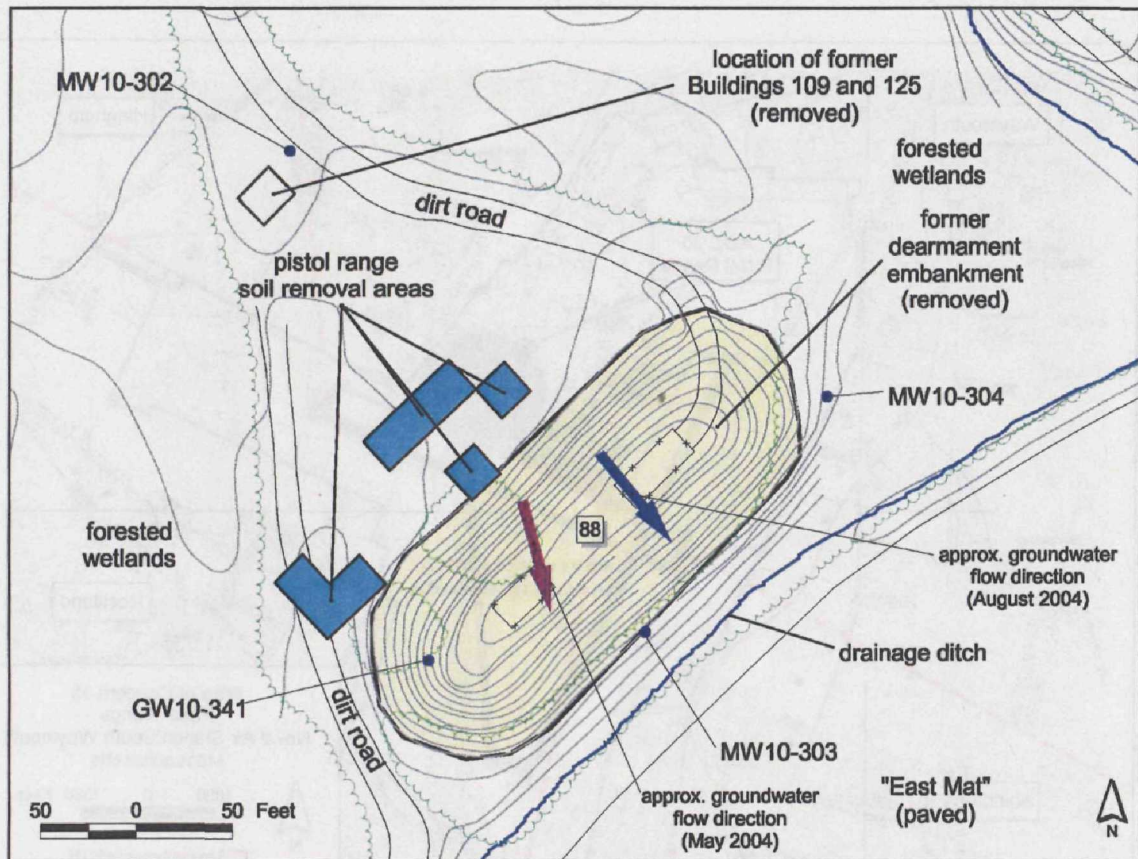 MW10-302
location of former
Buildings 109 and 125
(removed)
forested
wetlands
dirt road
former
dearmament
embankment
(removed)
pistol range
soil removal areas
MW10-304
88
forested
wetlands
approx. groundwater
flow direction
(August 2004)
drainage ditch
GW10-341
dirt road
MW10-303
50 0 50 Feet
approx. groundwater
flow direction
(May 2004)
"East Mat"
(paved)
N